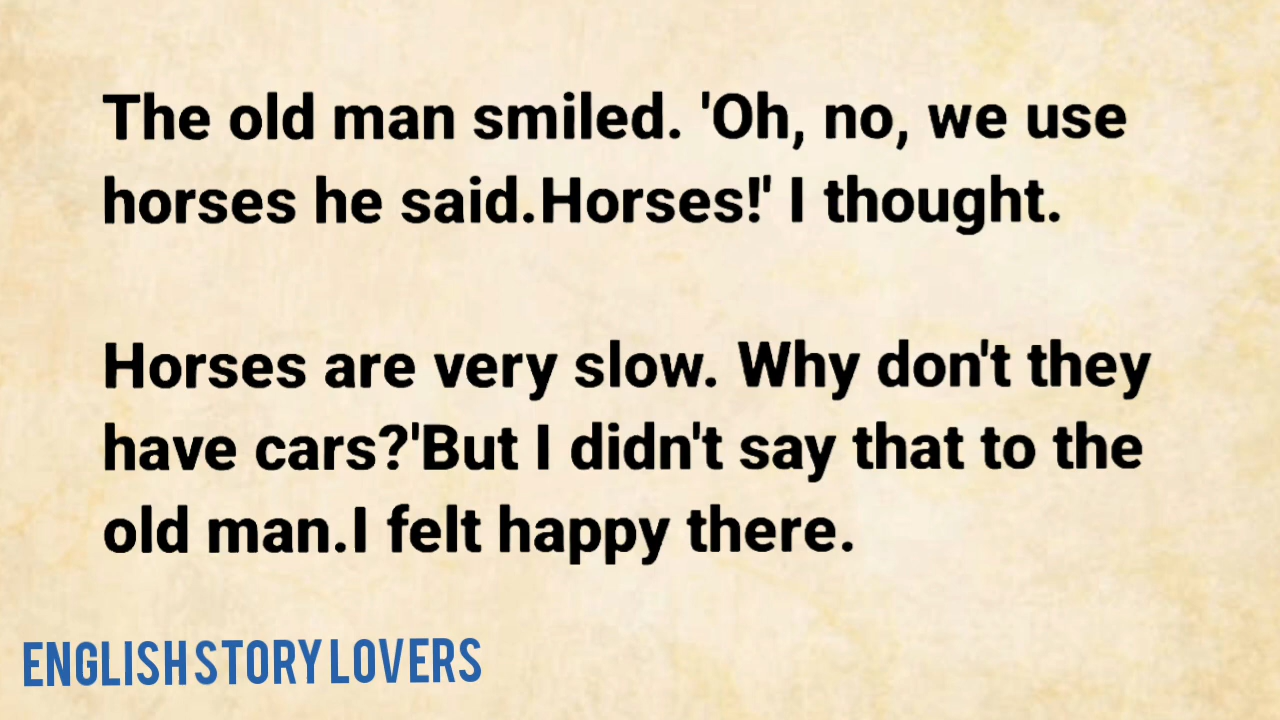 The old man smiled. 'Oh, no, we use
horses he said.Horses!' I thought.
Horses are very slow. Why don't they
have cars?'But I didn't say that to the
old man.I felt happy there.
ENGLISH STORY LOVERS